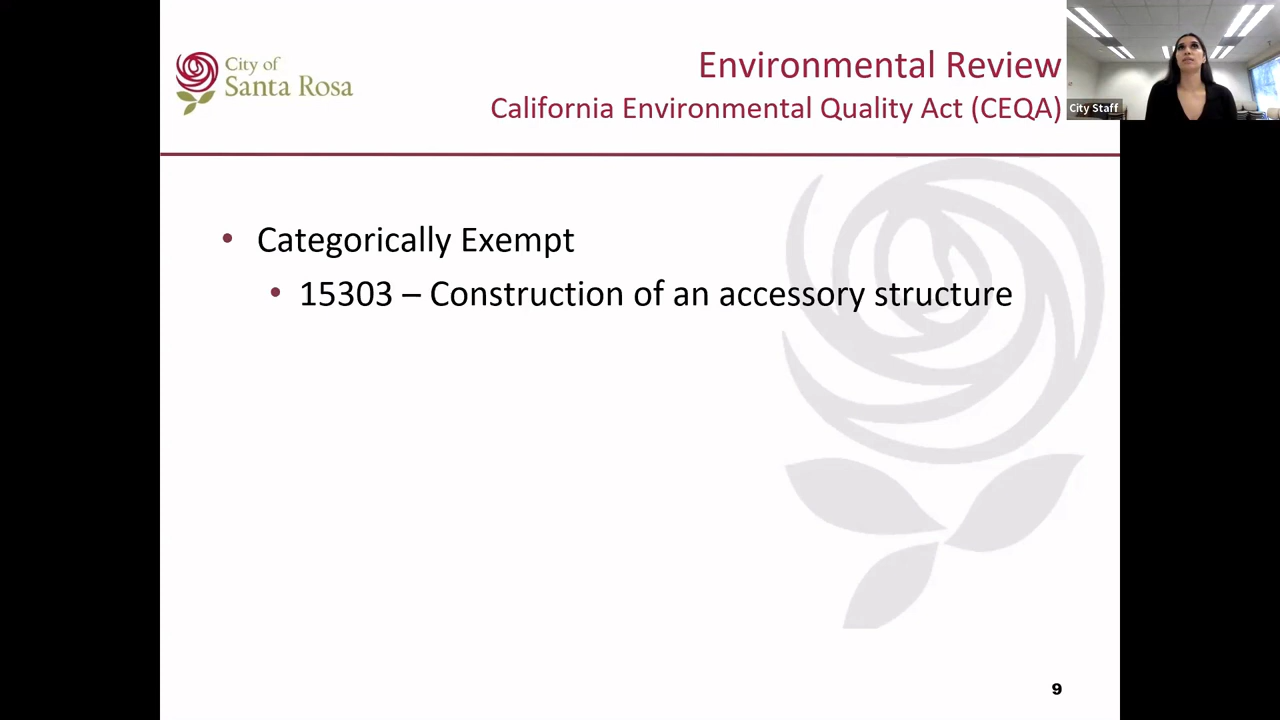 City of
Santa Rosa
Environmental Review
California Environmental Quality Act (CEQA)
City Staff
• Categorically Exempt
• 15303 – Construction of an accessory structure
9